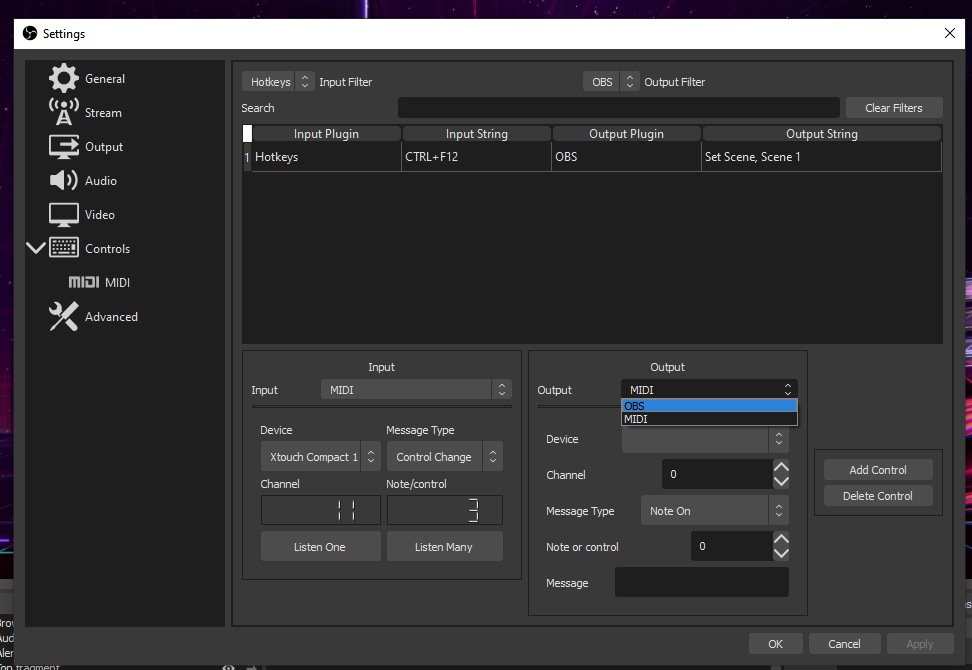 Settings
General
Stream
Output
Audio
Video
Controls
MIDI MIDI
Advanced
Hotkeys Input Filter OBS Output Filter
Search Clear Filters
Input Plugin Input String Output Plugin Output String
1 Hotkeys CTRL+F12 OBS Set Scene, Scene 1
Input
Input MIDI
Device Message Type
Xtouch Compact 1 Control Change
Channel Note/control
11 3
Listen One Listen Many
Output
Output MIDI
OBS
MIDI
Device
Channel 0
Message Type Note On
Note or control 0
Message
Add Control
Delete Control
OK Cancel Apply